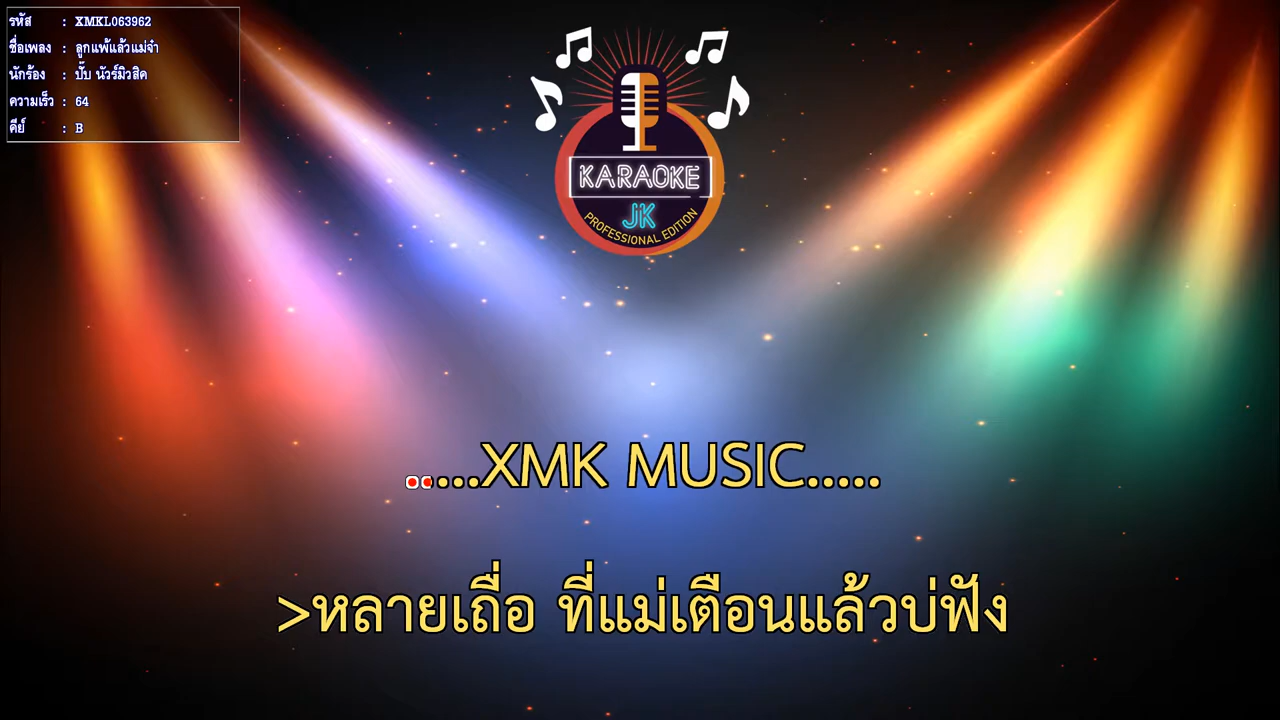 รหัส : XMKL063962
ชื่อเพลง : ลูกแพ้แล้วแม่จ๋า
นักร้อง : ปั๊บ นัวร์มิวสิค
ความเร็ว : 64
คีย์ : B
KARAOKE
JK
PROFESSIONAL EDITION
.....XMK MUSIC.....
>หลายเถื่อ ที่แม่เตือนแล้วบ่ฟัง